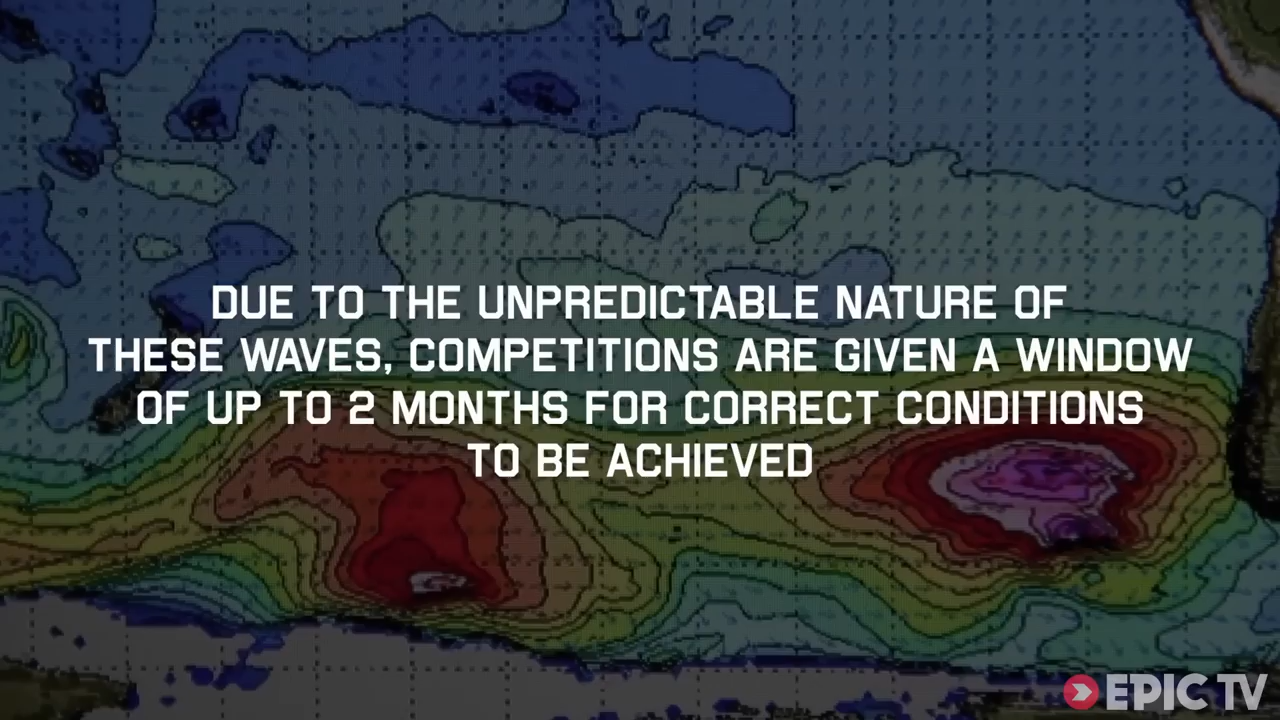 DUE TO THE UNPREDICTABLE NATURE OF
THESE WAVES, COMPETITIONS ARE GIVEN A WINDOW
OF UP TO 2 MONTHS FOR CORRECT CONDITIONS
TO BE ACHIEVED
EPIC TV